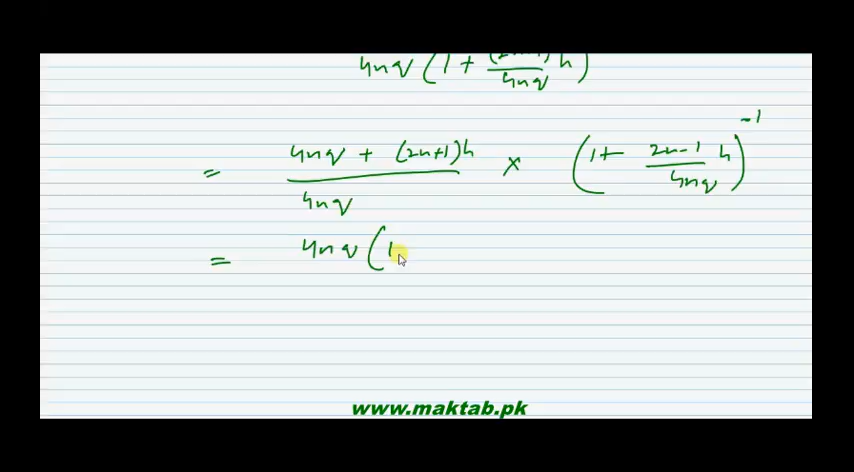 4nq ( 1 + (2n-1)/4nq h )
= 4nq + (2n+1)h / 4nq × ( 1 + 2n-1/4nq h )^-1
= 4nq ( 1
www.maktab.pk